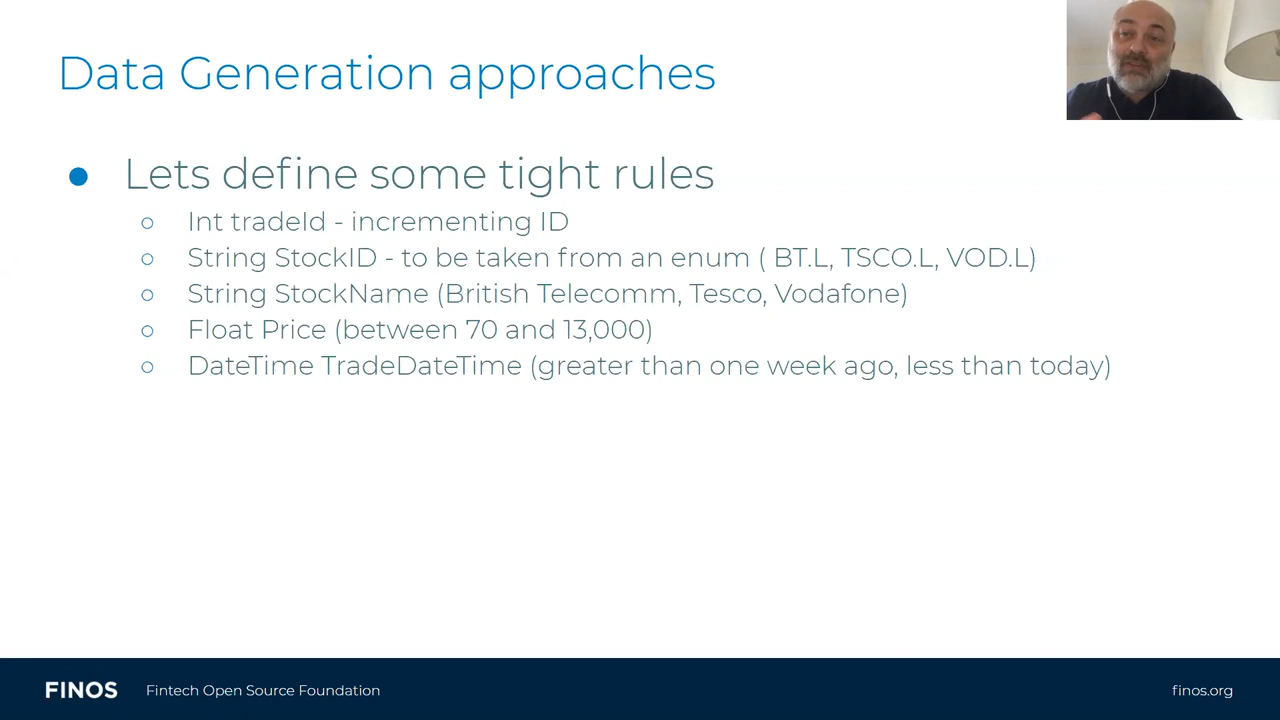 Data Generation approaches
● Lets define some tight rules
○ Int tradeId - incrementing ID
○ String StockID - to be taken from an enum ( BT.L, TSCO.L, VOD.L)
○ String StockName (British Telecomm, Tesco, Vodafone)
○ Float Price (between 70 and 13,000)
○ DateTime TradeDateTime (greater than one week ago, less than today)
FINOS Fintech Open Source Foundation finos.org